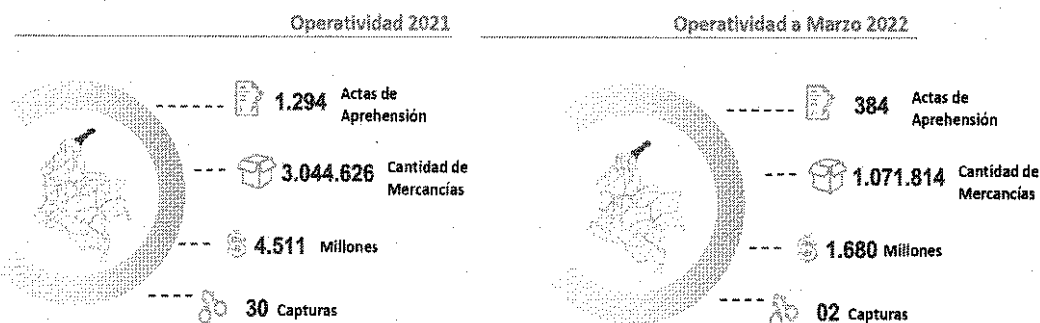 Operatividad 2021
1.294 Actas de
Aprehensión
3.044.626 Cantidad de
Mercancías
4.511 Millones
30 Capturas
Operatividad a Marzo 2022
384 Actas de
Aprehensión
1.071.814 Cantidad de
Mercancías
1.680 Millones
02 Capturas